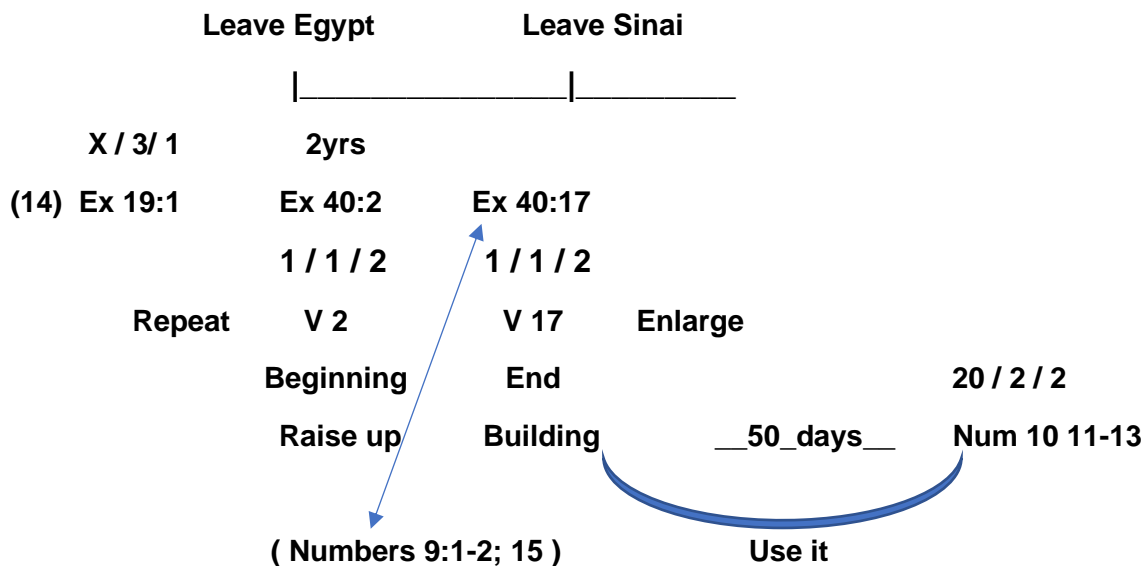 Leave Egypt Leave Sinai
|_______________|_________
X / 3/ 1 2yrs
(14) Ex 19:1 Ex 40:2 Ex 40:17
1 / 1 / 2 1 / 1 / 2
Repeat V 2 V 17 Enlarge
Beginning End 20 / 2 / 2
Raise up Building __50_days__ Num 10 11-13
( Numbers 9:1-2; 15 ) Use it